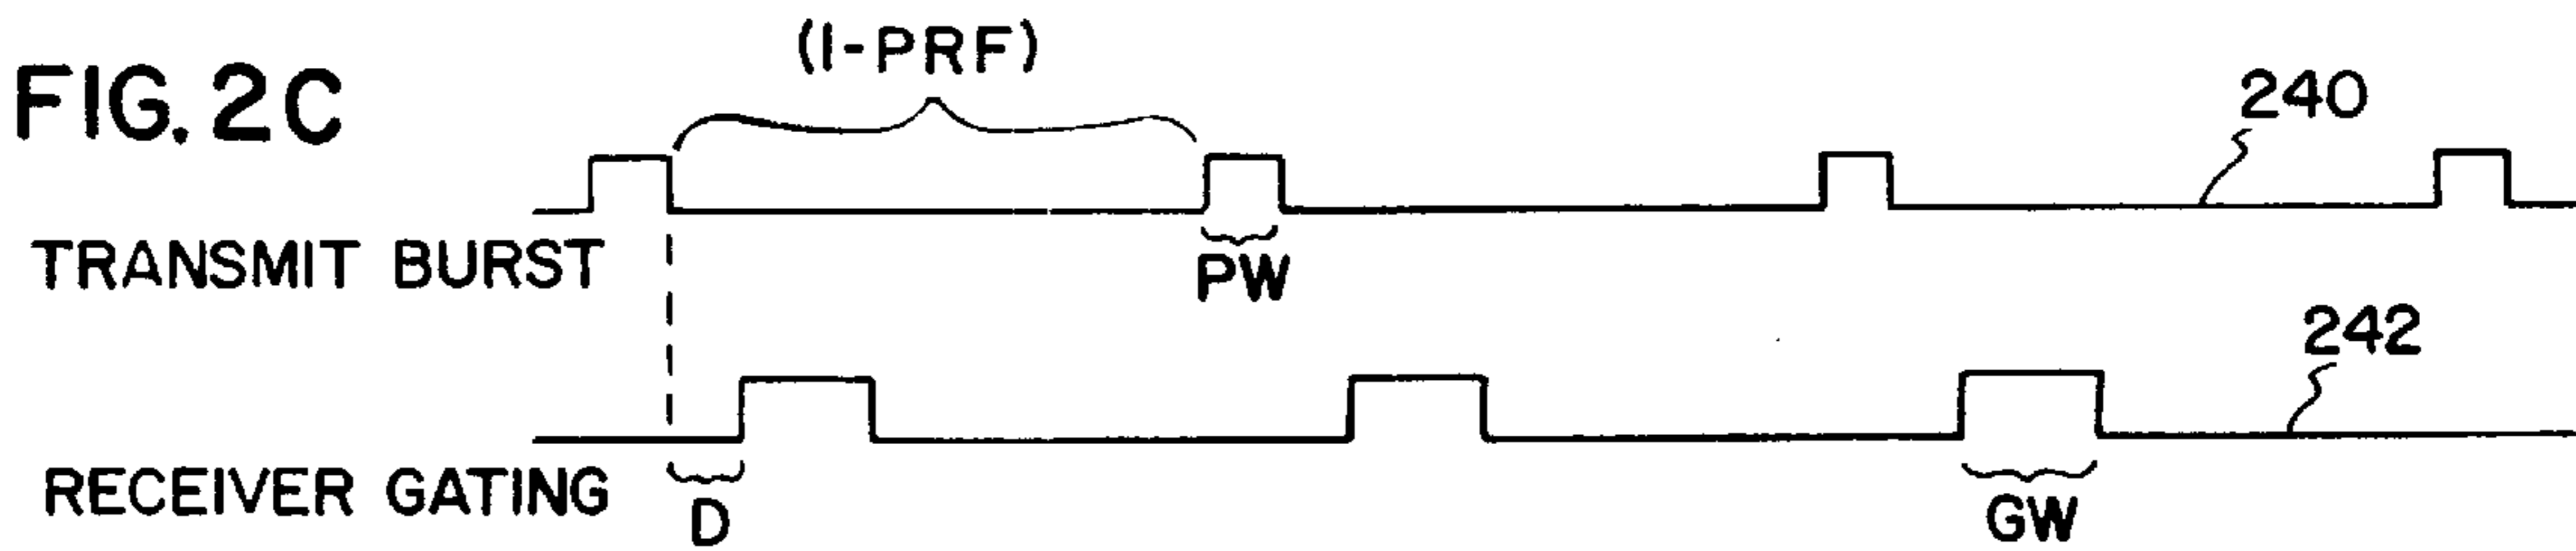 (1-PRF)
FIG. 2C
240
TRANSMIT BURST
PW
242
RECEIVER GATING
D
GW